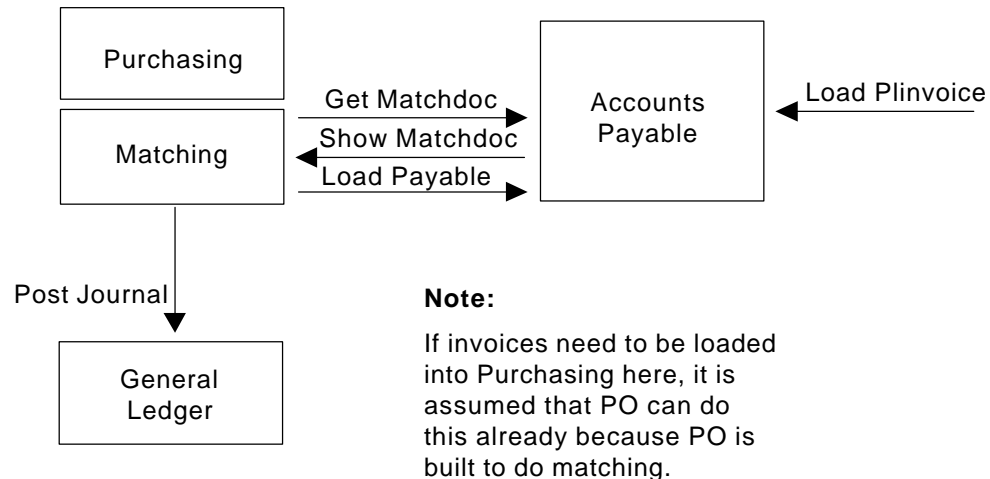 Purchasing
Matching
Get Matchdoc
Show Matchdoc
Load Payable
Accounts
Payable
Load Plinvoice
Post Journal
General
Ledger
Note:
If invoices need to be loaded
into Purchasing here, it is
assumed that PO can do
this already because PO is
built to do matching.